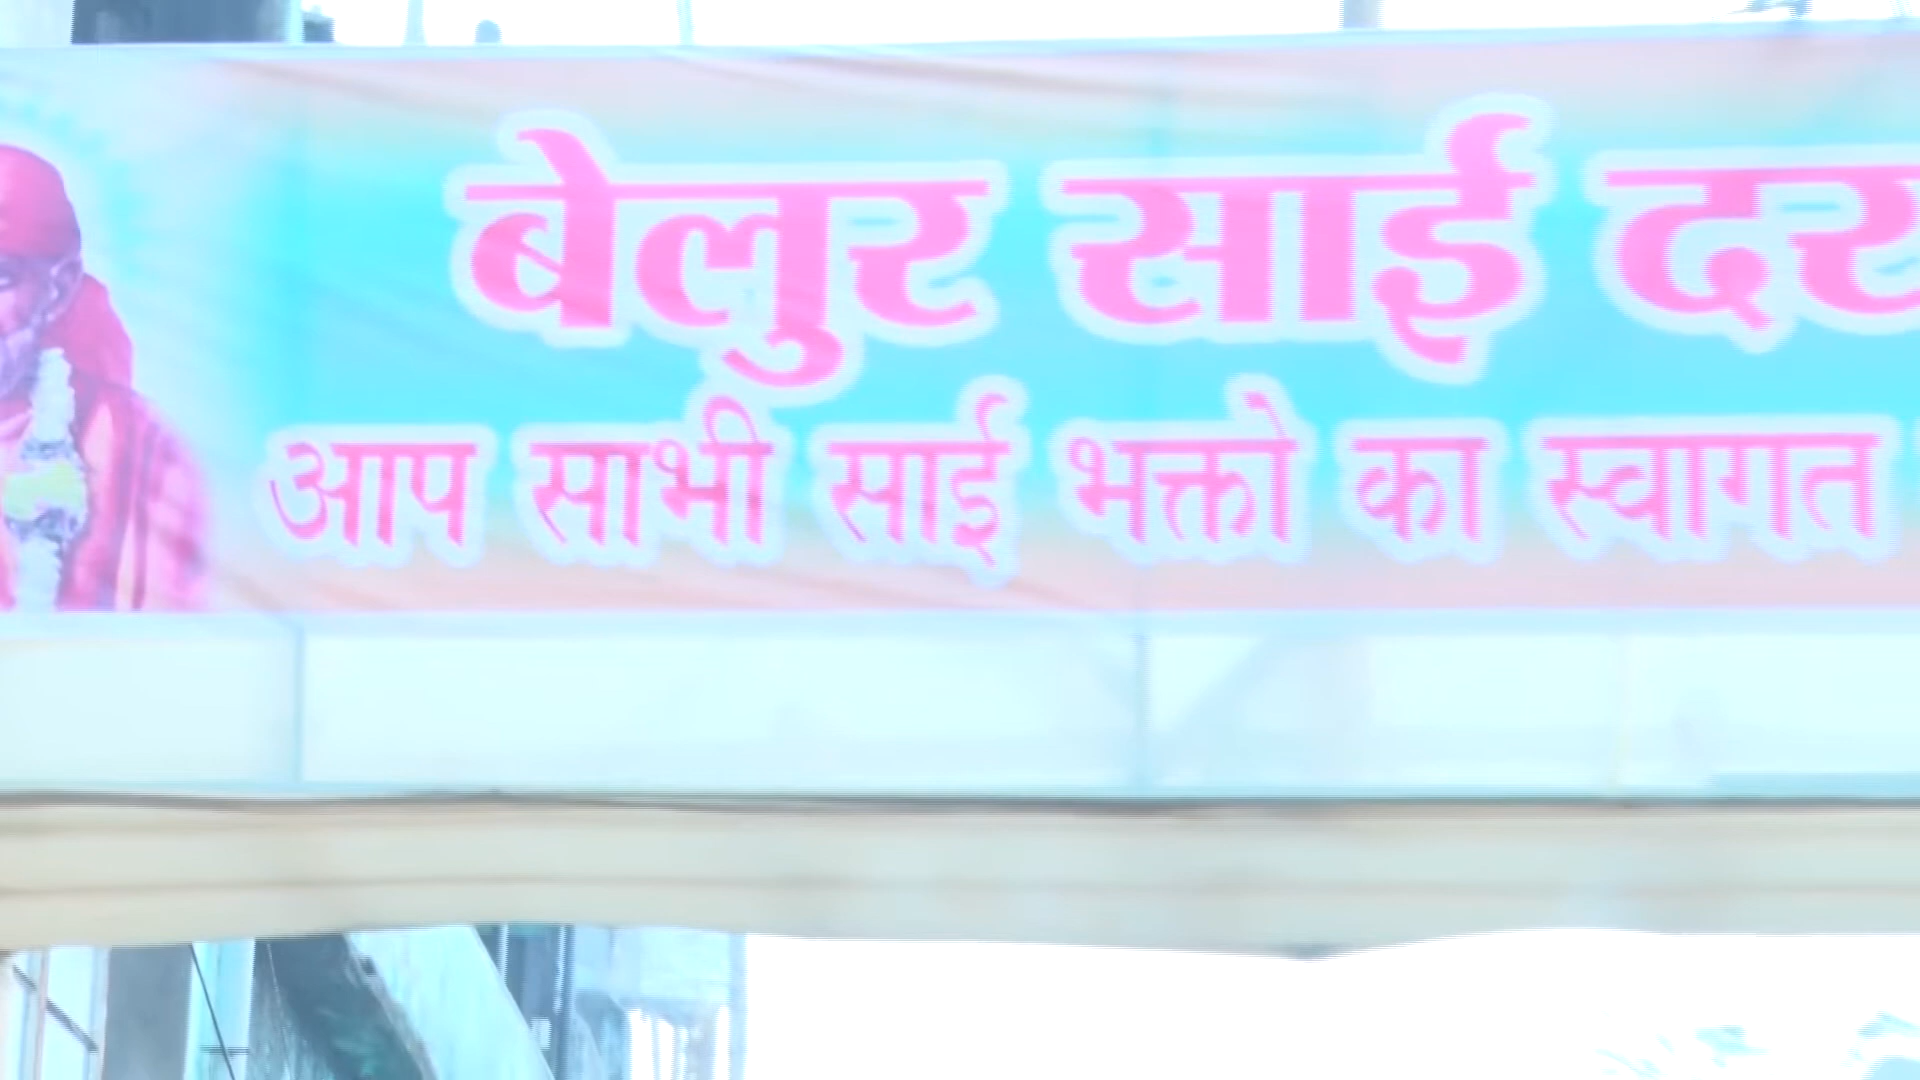 बेलुर साई
आप साभी साई भक्तो का स्वागत